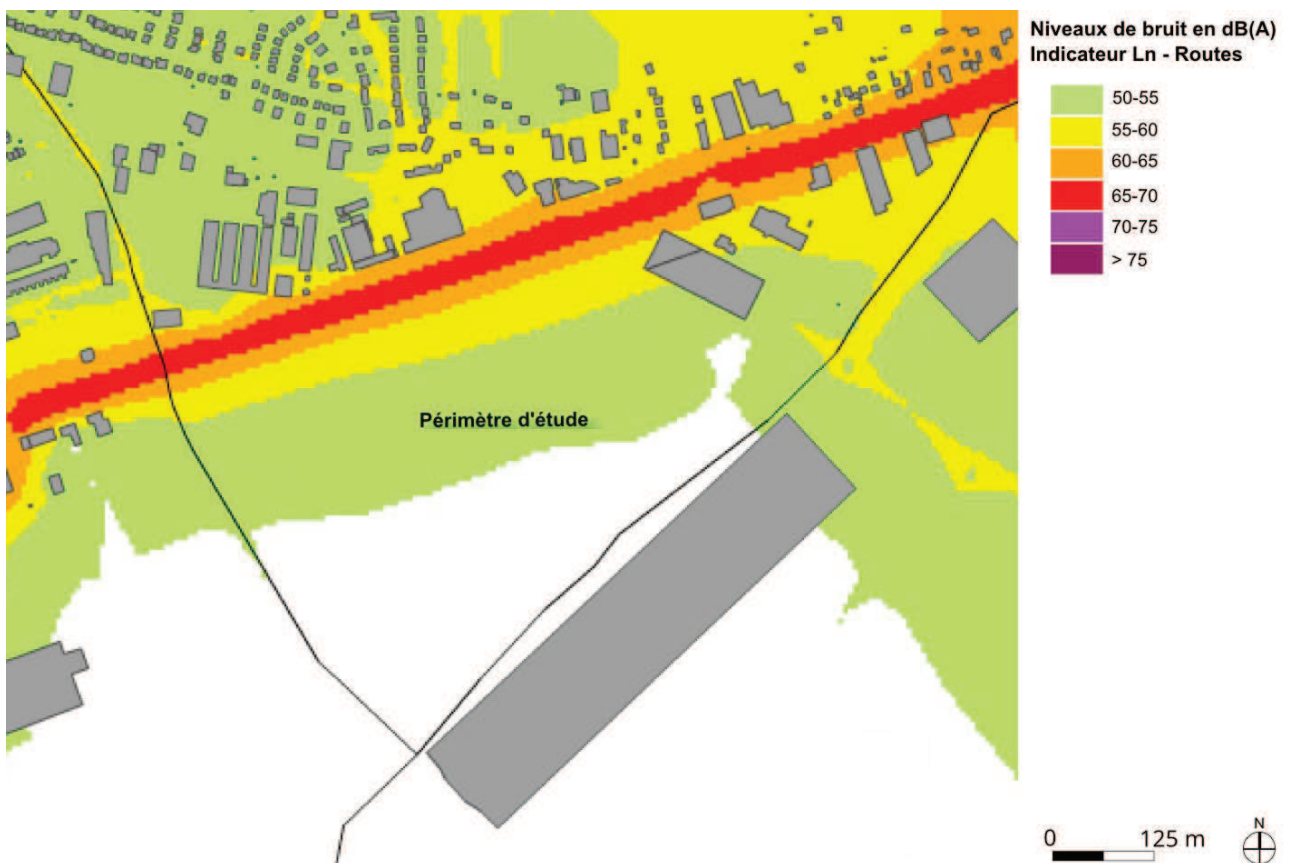 Niveaux de bruit en dB(A)
Indicateur Ln - Routes
50-55
55-60
60-65
65-70
70-75
> 75
Périmètre d'étude
0 125 m
N